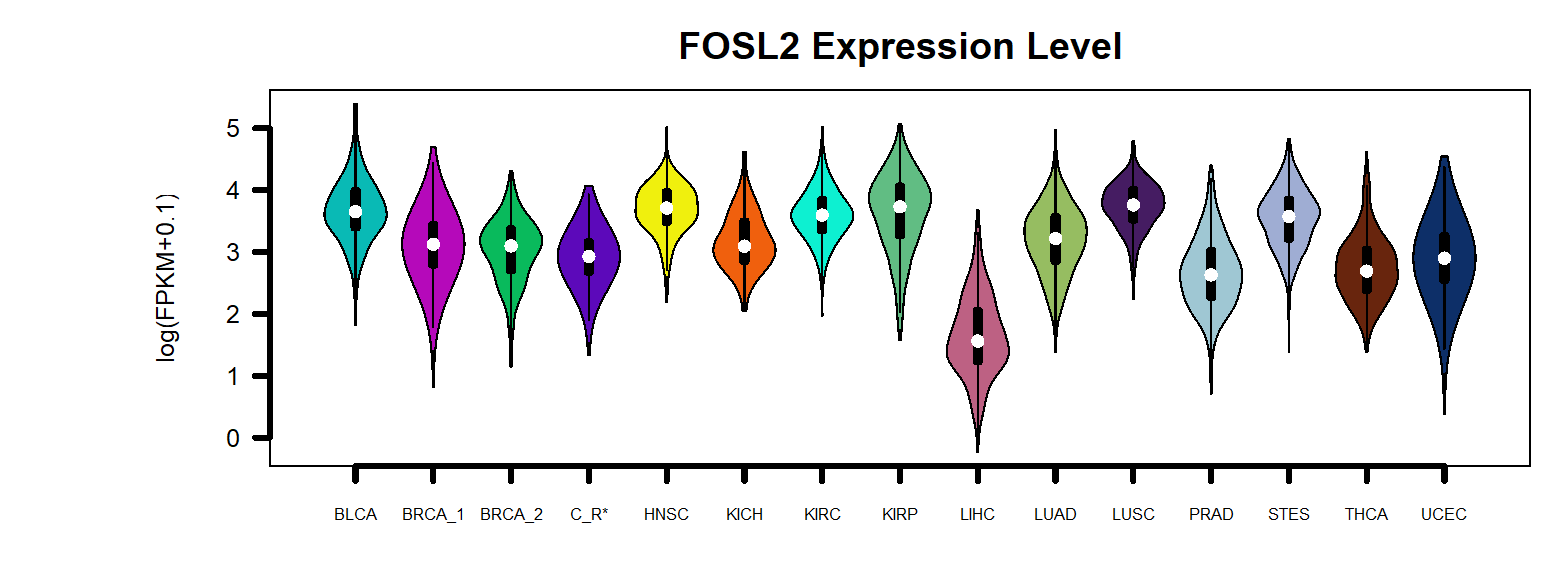 FOSL2 Expression Level
log(FPKM+0.1)
5
4
3
2
1
0
BLCA BRCA_1 BRCA_2 C_R* HNSC KICH KIRC KIRP LIHC LUAD LUSC PRAD STES THCA UCEC